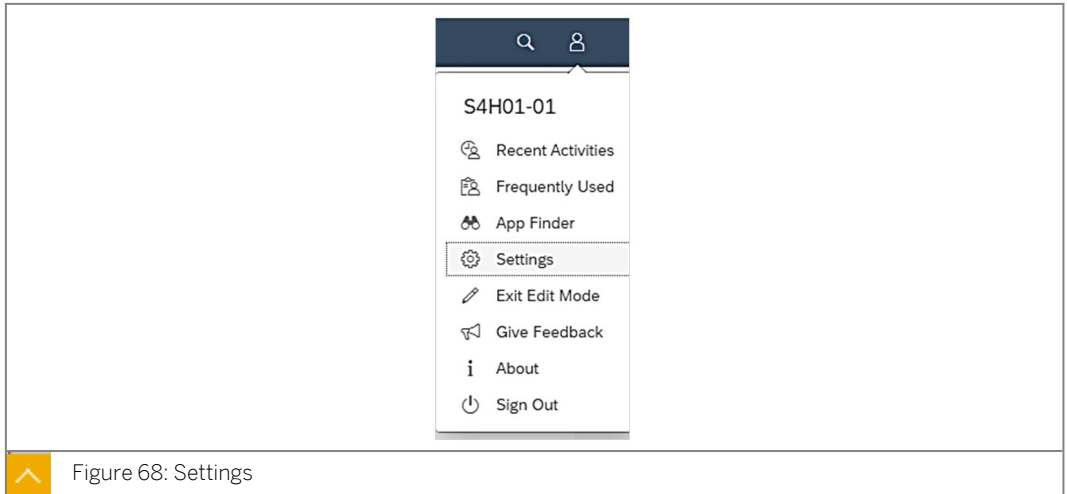 S4H01-01
Recent Activities
Frequently Used
App Finder
Settings
Exit Edit Mode
Give Feedback
About
Sign Out
Figure 68: Settings